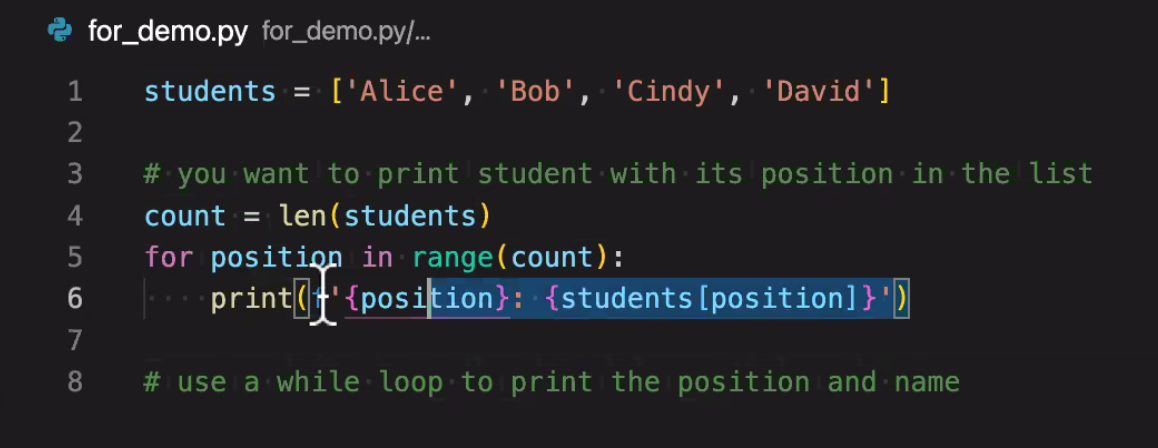 for_demo.py for_demo.py/...
1 students = ['Alice', 'Bob', 'Cindy', 'David']
2
3 # you want to print student with its position in the list
4 count = len(students)
5 for position in range(count):
6     print(f'{position}: {students[position]}')
7
8 # use a while loop to print the position and name